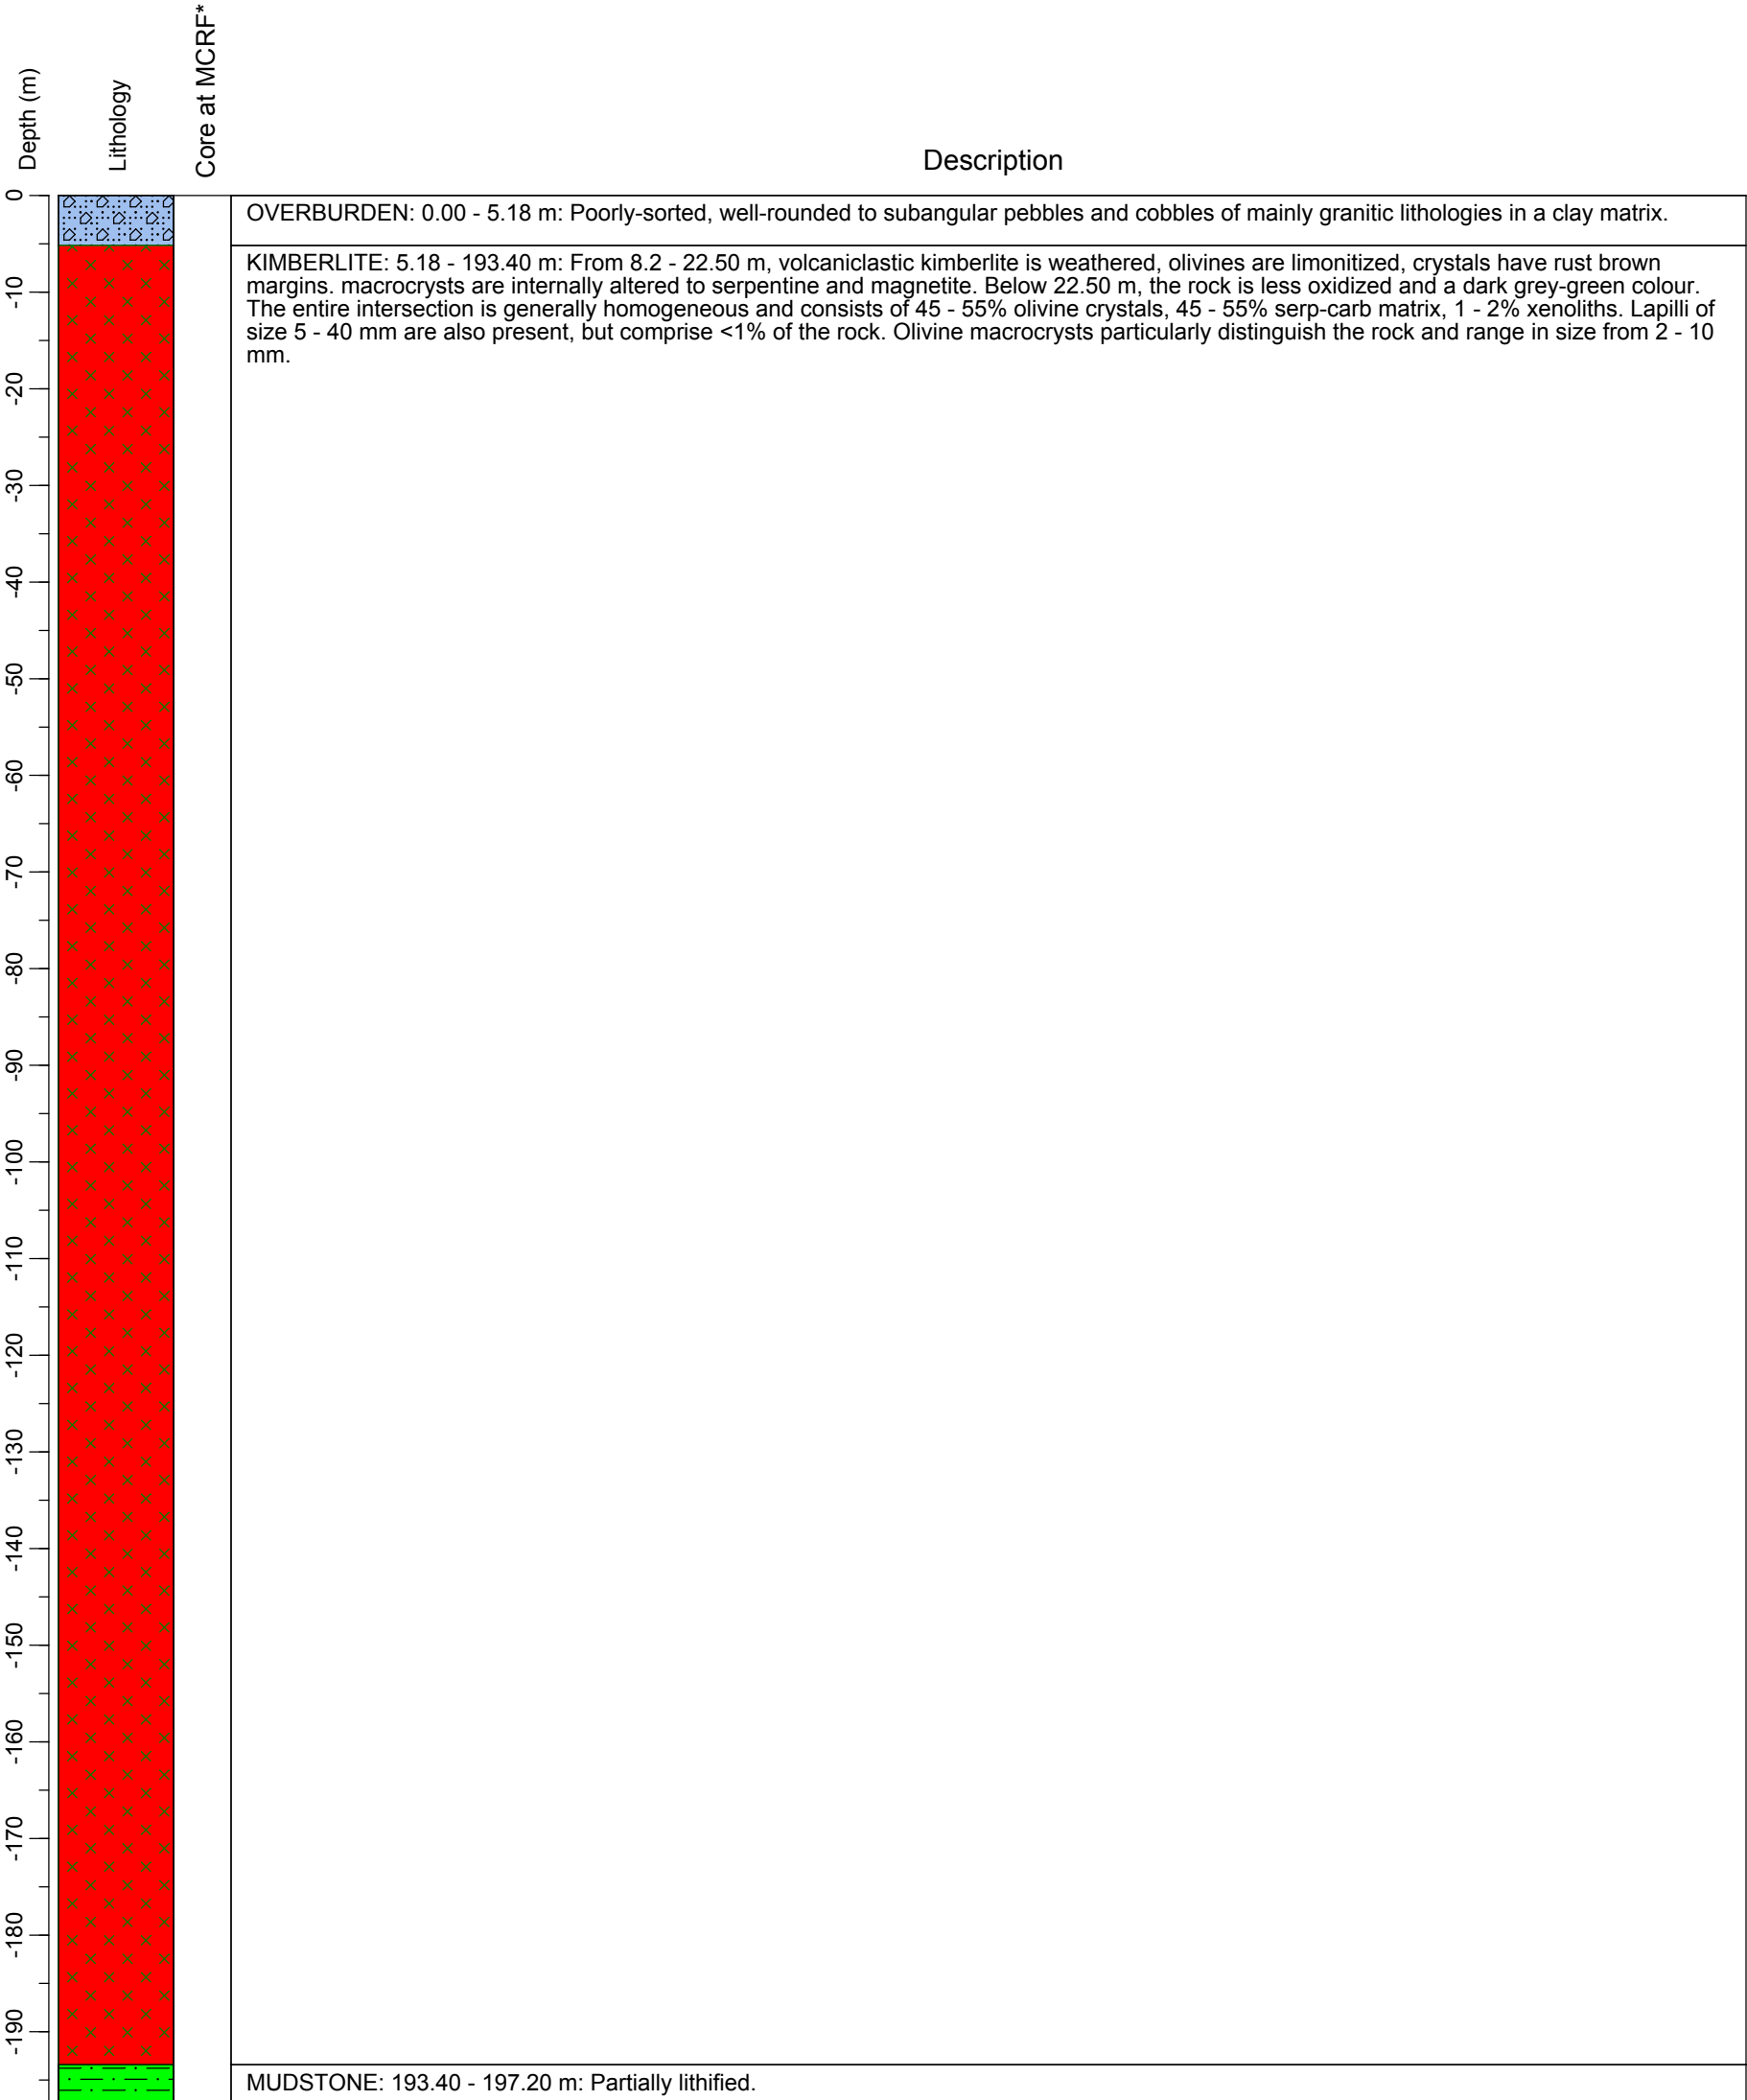 Depth (m)
Lithology
Core at MCRF*
Description
0
OVERBURDEN: 0.00 - 5.18 m: Poorly-sorted, well-rounded to subangular pebbles and cobbles of mainly granitic lithologies in a clay matrix.
KIMBERLITE: 5.18 - 193.40 m: From 8.2 - 22.50 m, volcaniclastic kimberlite is weathered, olivines are limonitized, crystals have rust brown
margins. macrocrysts are internally altered to serpentine and magnetite. Below 22.50 m, the rock is less oxidized and a dark grey-green colour.
The entire intersection is generally homogeneous and consists of 45 - 55% olivine crystals, 45 - 55% serp-carb matrix, 1 - 2% xenoliths. Lapilli of
size 5 - 40 mm are also present, but comprise <1% of the rock. Olivine macrocrysts particularly distinguish the rock and range in size from 2 - 10
mm.
-10
-20
-30
-40
-50
-60
-70
-80
-90
-100
-110
-120
-130
-140
-150
-160
-170
-180
-190
MUDSTONE: 193.40 - 197.20 m: Partially lithified.